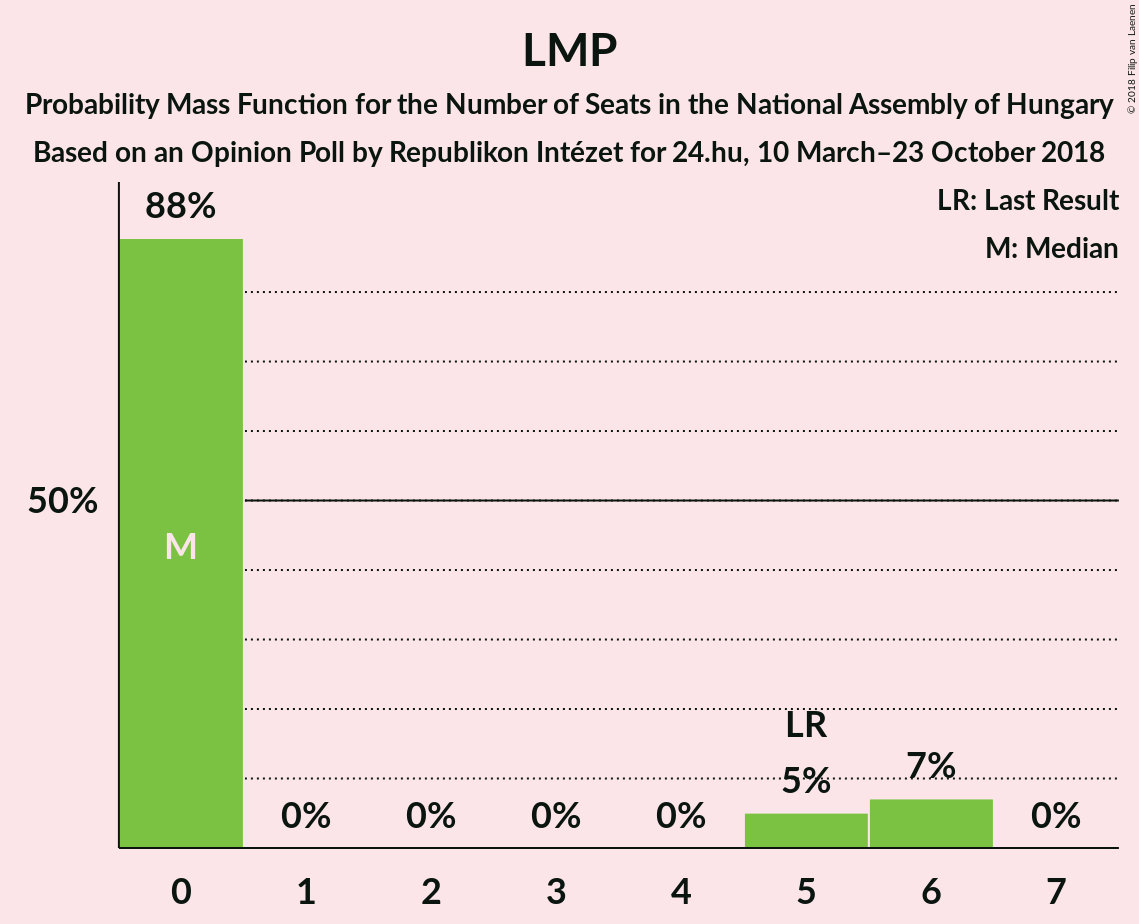 LMP
Probability Mass Function for the Number of Seats in the National Assembly of Hungary
Based on an Opinion Poll by Republikon Intézet for 24.hu, 10 March–23 October 2018
© 2018 Filip van Laenen
LR: Last Result
M: Median
88%
50%
M
LR
0% 0% 0% 0% 5% 7% 0%
0 1 2 3 4 5 6 7